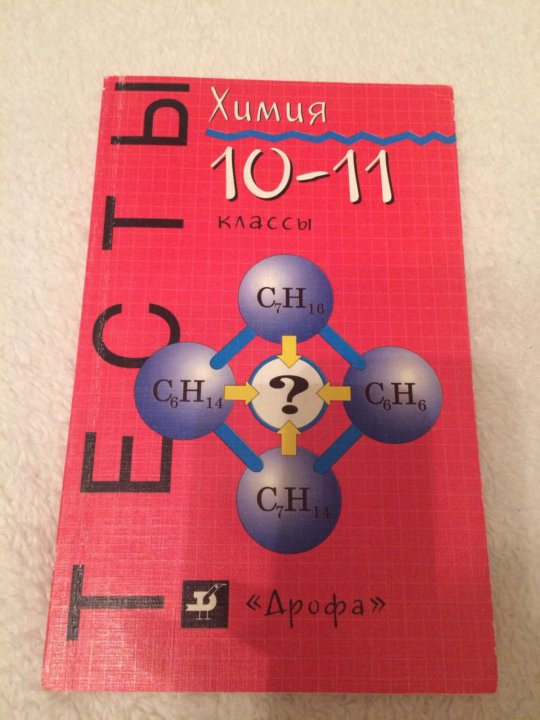 ТЕСТЫ
Химия
10-11
классы
C₇H₁₆
C₆H₁₄
?
C₆H₆
C₇H₁₄
«Дрофа»